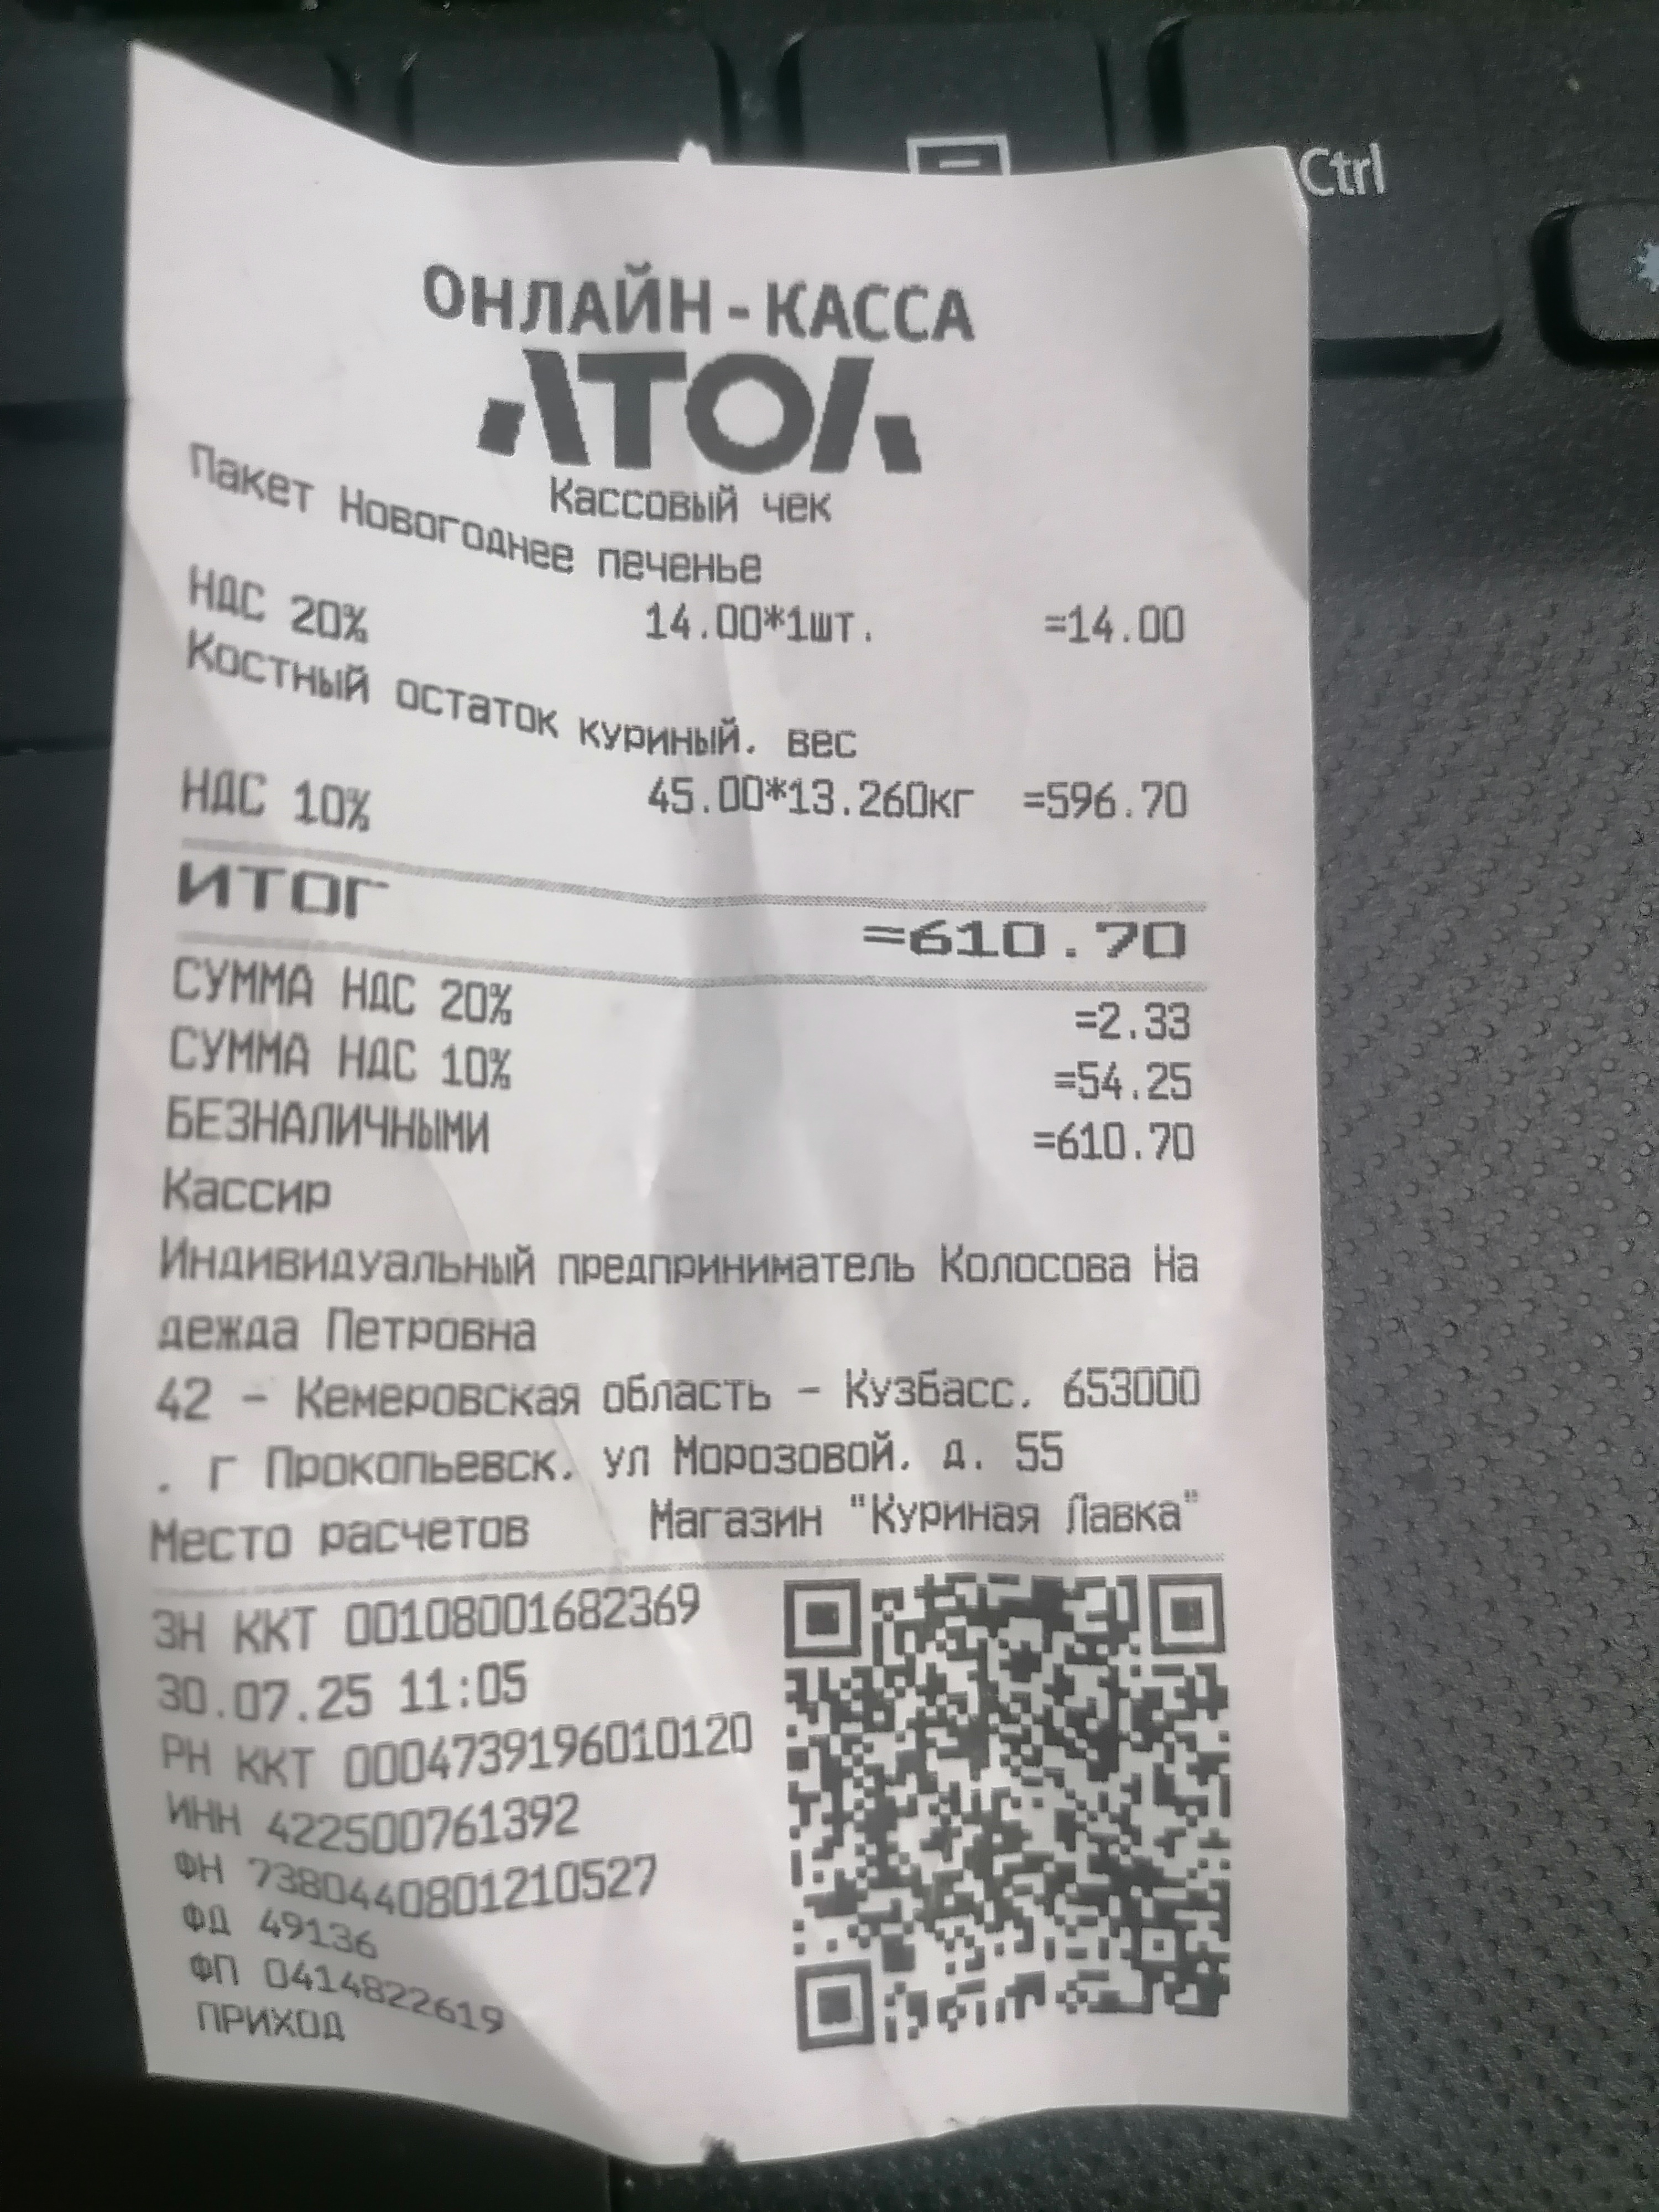 Ctrl
ОНЛАЙН-КАССА
АТОЛ
Кассовый чек
Пакет Новогоднее печенье
НДС 20% 14.00*1шт. =14.00
Костный остаток куриный, вес
НДС 10% 45.00*13.260кг =596.70
ИТОГ =610.70
СУММА НДС 20% =2.33
СУММА НДС 10% =54.25
БЕЗНАЛИЧНЫМИ =610.70
Кассир
Индивидуальный предприниматель Колосова На
дежда Петровна
42 - Кемеровская область - Кузбасс, 653000
, г Прокопьевск, ул Морозовой, д. 55
Место расчетов Магазин "Куриная Лавка"
ЗН ККТ 00108001682369
30.07.25 11:05
РН ККТ 0004739196010120
ИНН 422500761392
ФН 7380440801210527
ФД 49136
ФП 0414822619
ПРИХОД